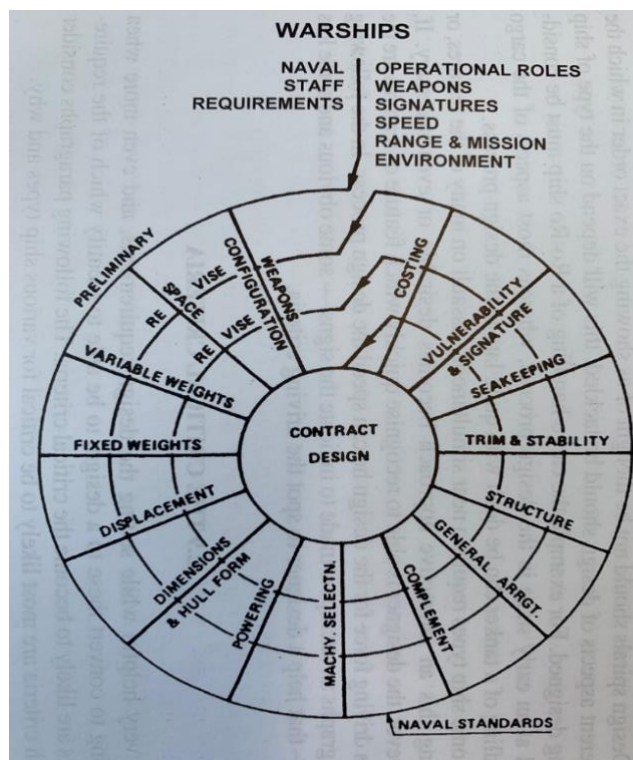 WARSHIPS
NAVAL
STAFF
REQUIREMENTS
OPERATIONAL ROLES
WEAPONS
SIGNATURES
SPEED
RANGE & MISSION
ENVIRONMENT
PRELIMINARY
RE VISE
RE VISE
WEAPONS
CONFIGURATION
SPACE
VARIABLE WEIGHTS
FIXED WEIGHTS
DISPLACEMENT
DIMENSIONS
& HULL FORM
POWERING
MACHY. SELECTN.
COMPLEMENT
GENERAL ARRGT.
STRUCTURE
TRIM & STABILITY
SEAKEEPING
VULNERABILITY
& SIGNATURE
COSTING
CONTRACT
DESIGN
NAVAL STANDARDS